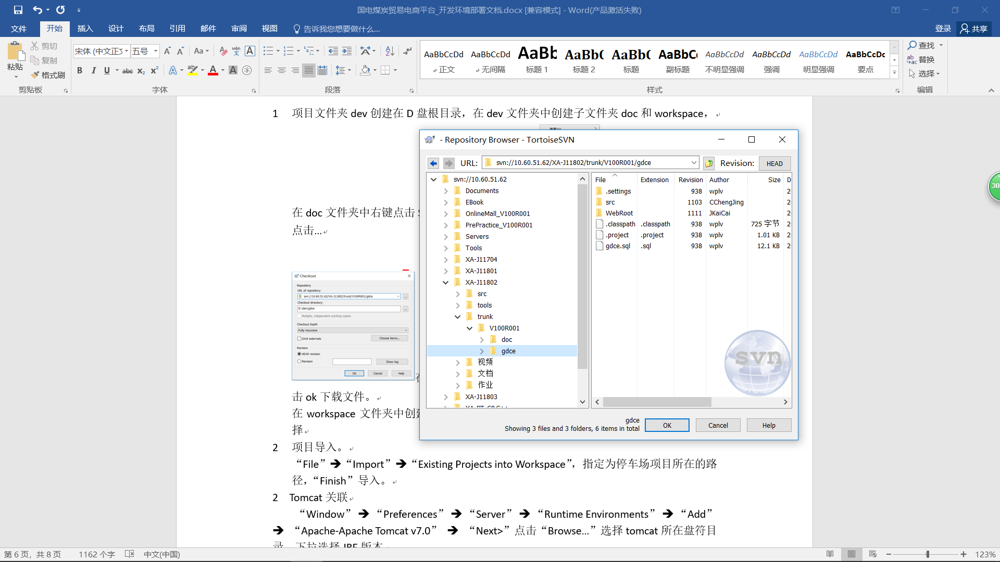 国电煤炭贸易电商平台_开发环境部署文档.docx [兼容模式] - Word(产品激活失败)
文件 开始 插入 设计 布局 引用 邮件 审阅 视图 告诉我您想要做什么... 登录 共享
粘贴 剪切 复制 格式刷 剪贴板
宋体 (中文正文 五号 字体
段落
AaBbCcDd AaBbCcDd AaBb AaBbC AaBbC AaBbC AaBbCcDd AaBbCcDd AaBbCcDd AaBbCcDc
正文 无间隔 标题 1 标题 2 标题 副标题 不明显强调 强调 明显强调 要点
样式
查找 替换 选择 编辑
1 项目文件夹 dev 创建在 D 盘根目录，在 dev 文件夹中创建子文件夹 doc 和 workspace，
在 doc 文件夹中右键点击
点击...
Checkout
Repository
URL of repository:
svn://10.60.51.62/XA-J11802/trunk/V100R001/gdce
Checkout directory:
D:\dev\gdce
Multiple, independent working copies
Checkout Depth
Fully recursive
Omit externals Choose items...
Revision
HEAD revision
Revision Show log
OK Cancel Help
击 ok 下载文件。
在 workspace 文件夹中创建
择
2 项目导入。
“File”➔“Import”➔“Existing Projects into Workspace”，指定为停车场项目所在的路
径，“Finish”导入。
2 Tomcat 关联
“Window” ➔ “Preferences” ➔ “Server” ➔ “Runtime Environments” ➔ “Add”
➔ “Apache-Apache Tomcat v7.0” ➔ “Next>”点击“Browse...”选择 tomcat 所在盘符目
录，下拉选择 JRE 版本
- Repository Browser - TortoiseSVN
URL: svn://10.60.51.62/XA-J11802/trunk/V100R001/gdce Revision: HEAD
svn://10.60.51.62
Documents
EBook
OnlineMall_V100R001
PrePractice_V100R001
Servers
Tools
XA-J11704
XA-J11801
XA-J11802
src
tools
trunk
V100R001
doc
gdce
视频
文档
作业
XA-J11803
File Extension Revision Author Size D
.settings 938 wplv 2
src 1103 CChengJing 2
WebRoot 1111 JKaiCai 2
.classpath .classpath 938 wplv 725 字节 2
.project .project 938 wplv 1.01 KB 2
gdce.sql .sql 938 wplv 12.1 KB 2
svn
gdce
Showing 3 files and 3 folders, 6 items in total
OK Cancel Help
30
第 6 页，共 8 页 1162 个字 中文(中国) 123%